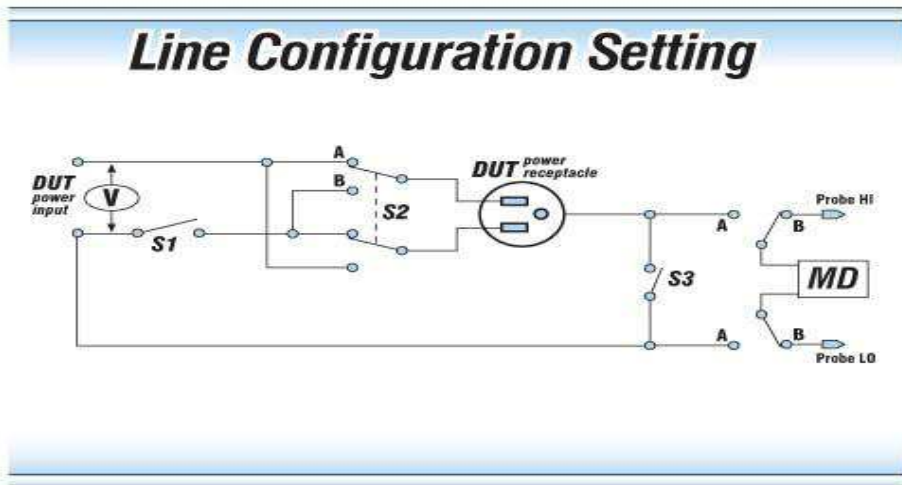 Line Configuration Setting
DUT
power
input
V
S1
A
B
S2
DUT power
receptacle
S3
A
A
B
Probe HI
MD
B
Probe LO